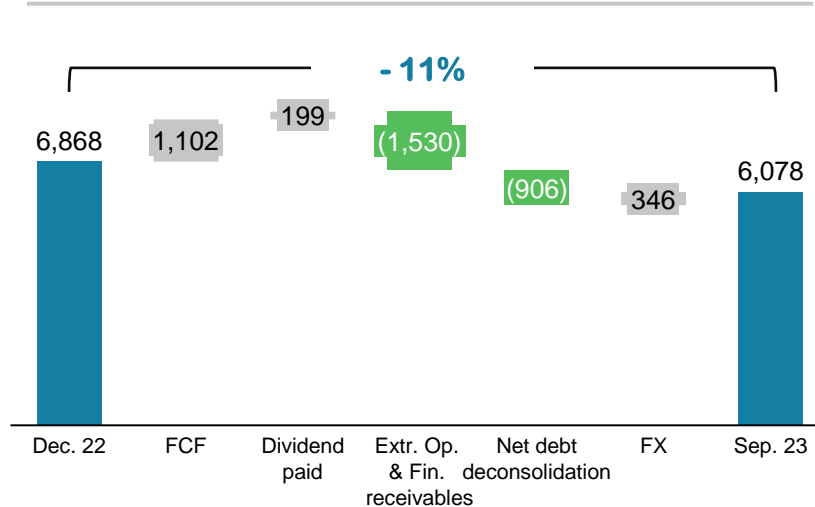 - 11%
6,868
1,102
199
(1,530)
(906)
346
6,078
Dec. 22
FCF
Dividend
paid
Extr. Op.
& Fin.
receivables
Net debt
deconsolidation
FX
Sep. 23